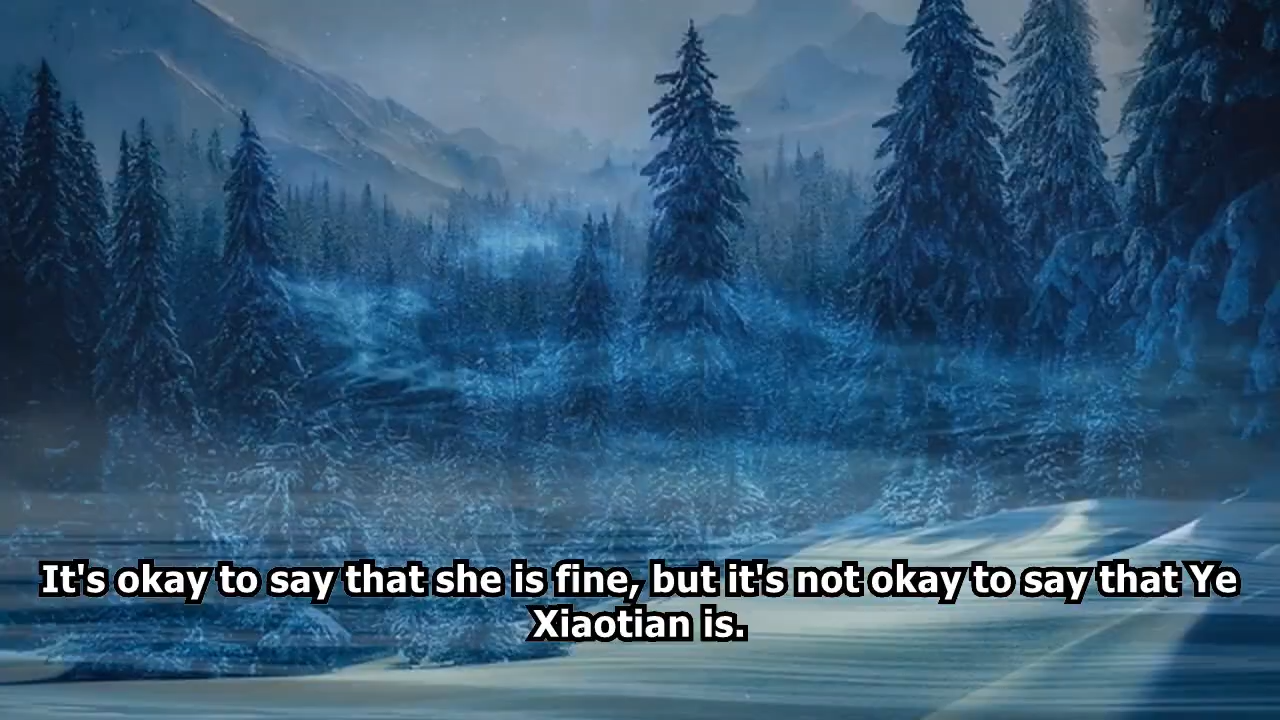 It's okay to say that she is fine, but it's not okay to say that Ye
Xiaotian is.